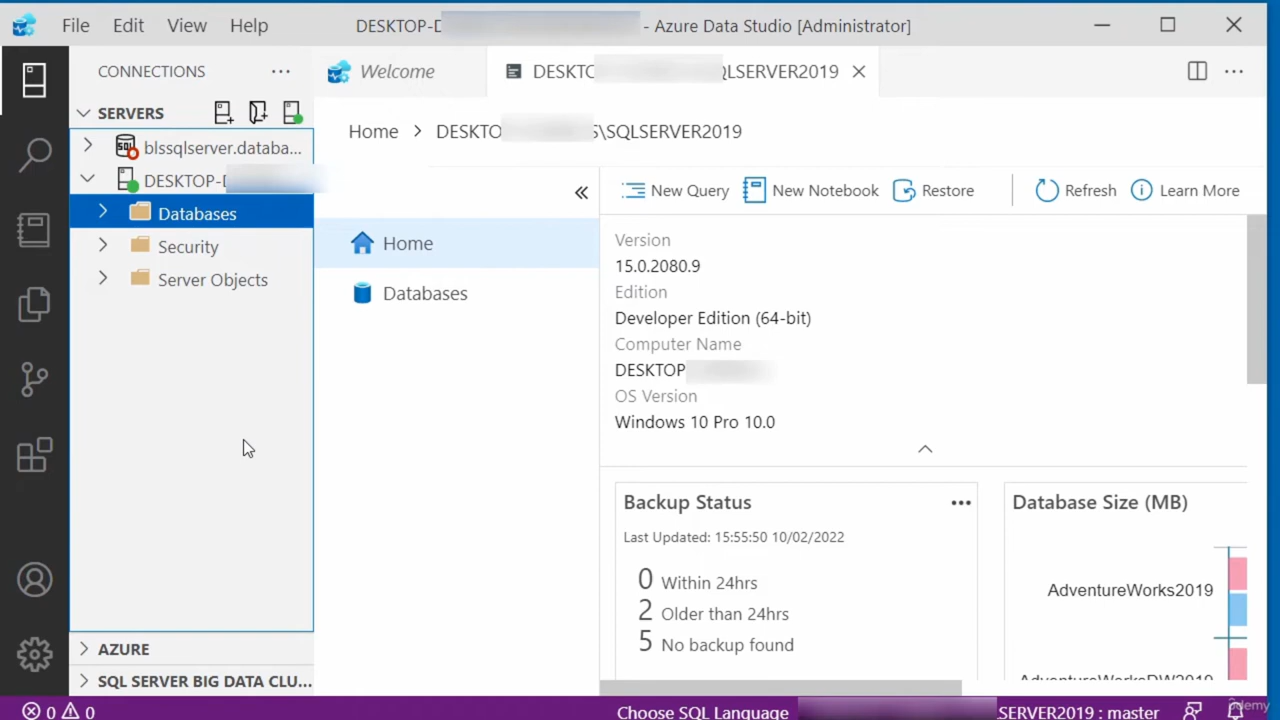 File Edit View Help DESKTOP-D - Azure Data Studio [Administrator]
CONNECTIONS
Welcome
DESKTO QLSERVER2019
SERVERS
blssqlserver.databa...
DESKTOP-D
Databases
Security
Server Objects
AZURE
SQL SERVER BIG DATA CLU...
Home > DESKTO S\SQLSERVER2019
Home
Databases
New Query New Notebook Restore Refresh Learn More
Version
15.0.2080.9
Edition
Developer Edition (64-bit)
Computer Name
DESKTOP
OS Version
Windows 10 Pro 10.0
Backup Status
Last Updated: 15:55:50 10/02/2022
0 Within 24hrs
2 Older than 24hrs
5 No backup found
Database Size (MB)
AdventureWorks2019
AdventureWorksDW2019
0 0 Choose SQL Language SERVER2019 : master
Udemy